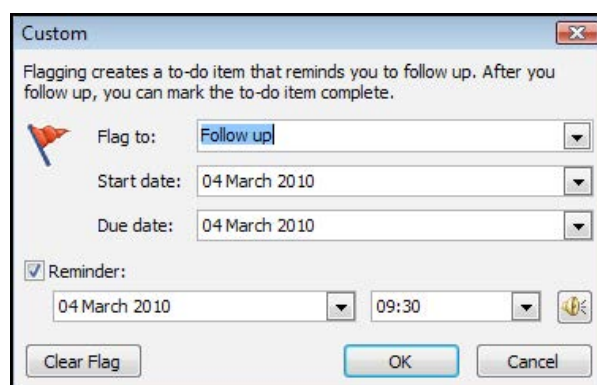 Custom
Flagging creates a to-do item that reminds you to follow up. After you
follow up, you can mark the to-do item complete.
Flag to: Follow up
Start date: 04 March 2010
Due date: 04 March 2010
Reminder:
04 March 2010 09:30
Clear Flag OK Cancel